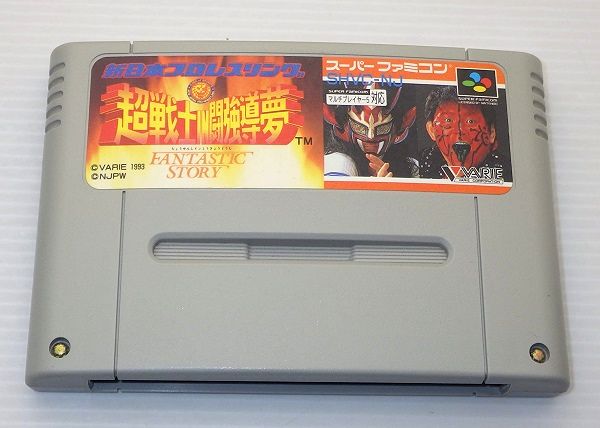 新日本プロレスリング
超戦士IN闘強導夢
TM
FANTASTIC
STORY
©VARIE 1993
©NJPW
スーパーファミコン
SHVC-NJ
SUPER FAMICOM
マルチプレイヤー5 対応
VARIE